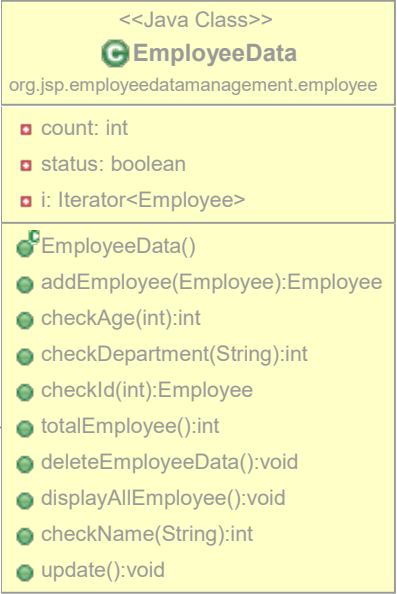 <<Java Class>>
C EmployeeData
org.jsp.employeedatamanagement.employee
count: int
status: boolean
i: Iterator<Employee>
C EmployeeData()
addEmployee(Employee):Employee
checkAge(int):int
checkDepartment(String):int
checkId(int):Employee
totalEmployee():int
deleteEmployeeData():void
displayAllEmployee():void
checkName(String):int
update():void